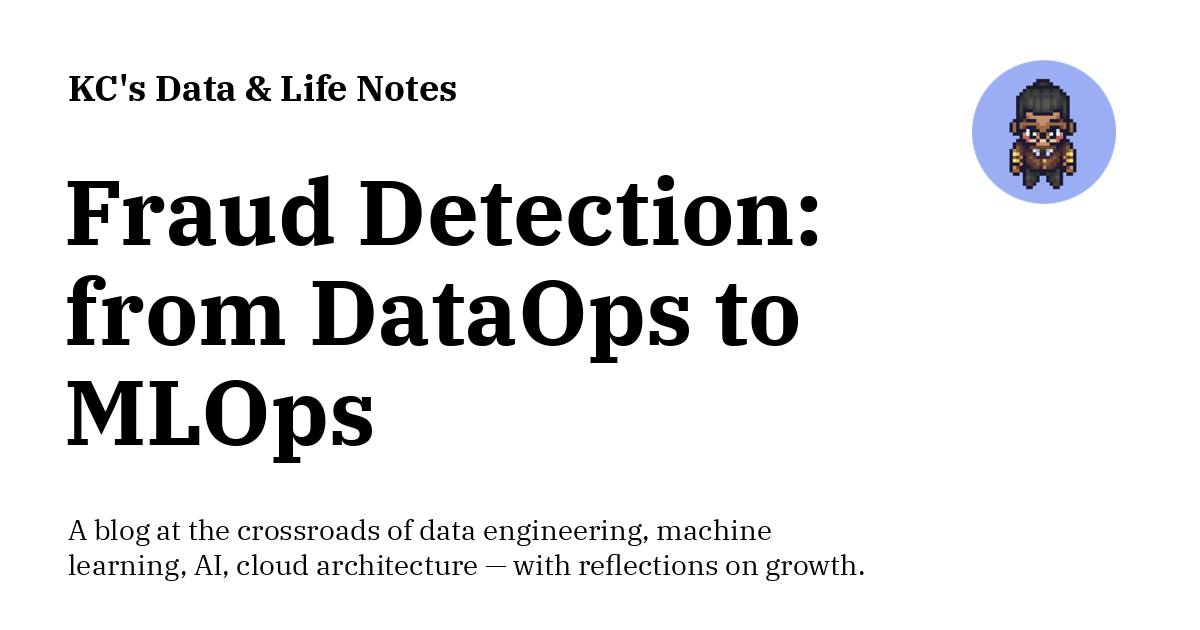 KC's Data & Life Notes
Fraud Detection:
from DataOps to
MLOps
A blog at the crossroads of data engineering, machine
learning, AI, cloud architecture — with reflections on growth.